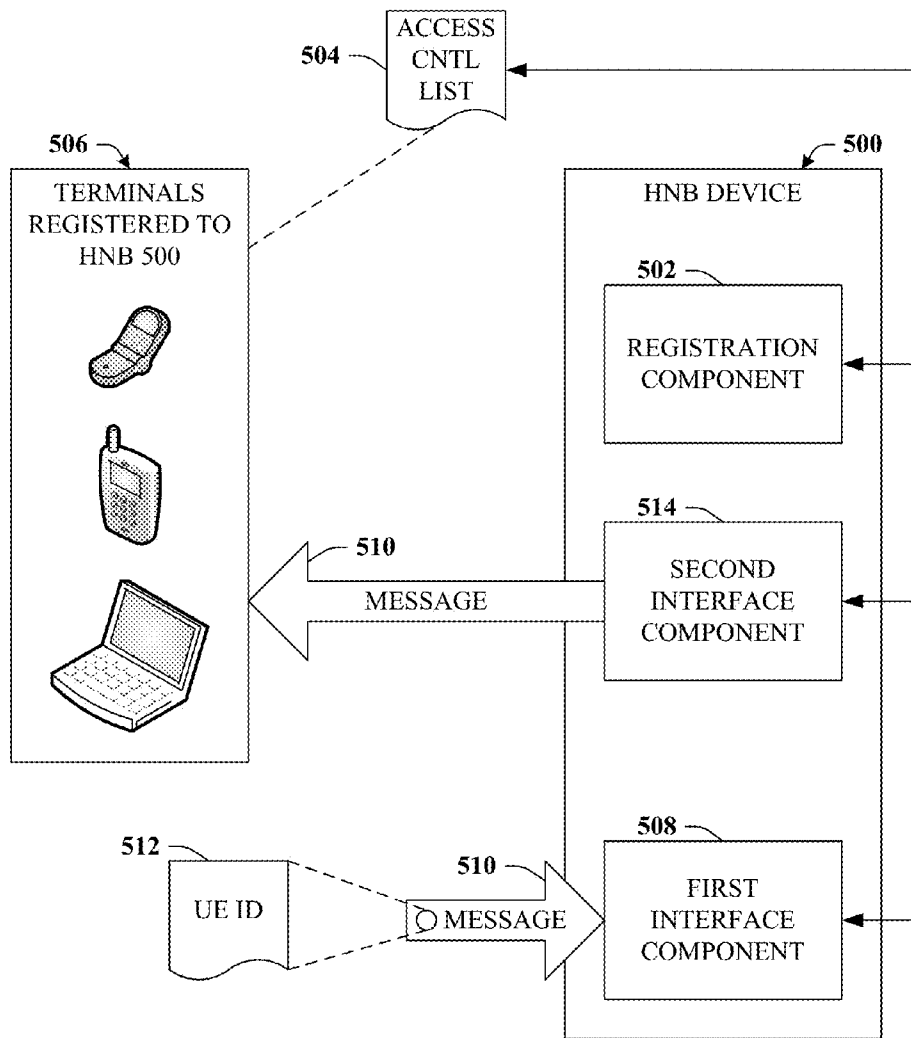 504
ACCESS
CNTL
LIST
506
TERMINALS
REGISTERED TO
HNB 500
500
HNB DEVICE
502
REGISTRATION
COMPONENT
514
SECOND
INTERFACE
COMPONENT
510
MESSAGE
508
FIRST
INTERFACE
COMPONENT
512
UE ID
510
MESSAGE